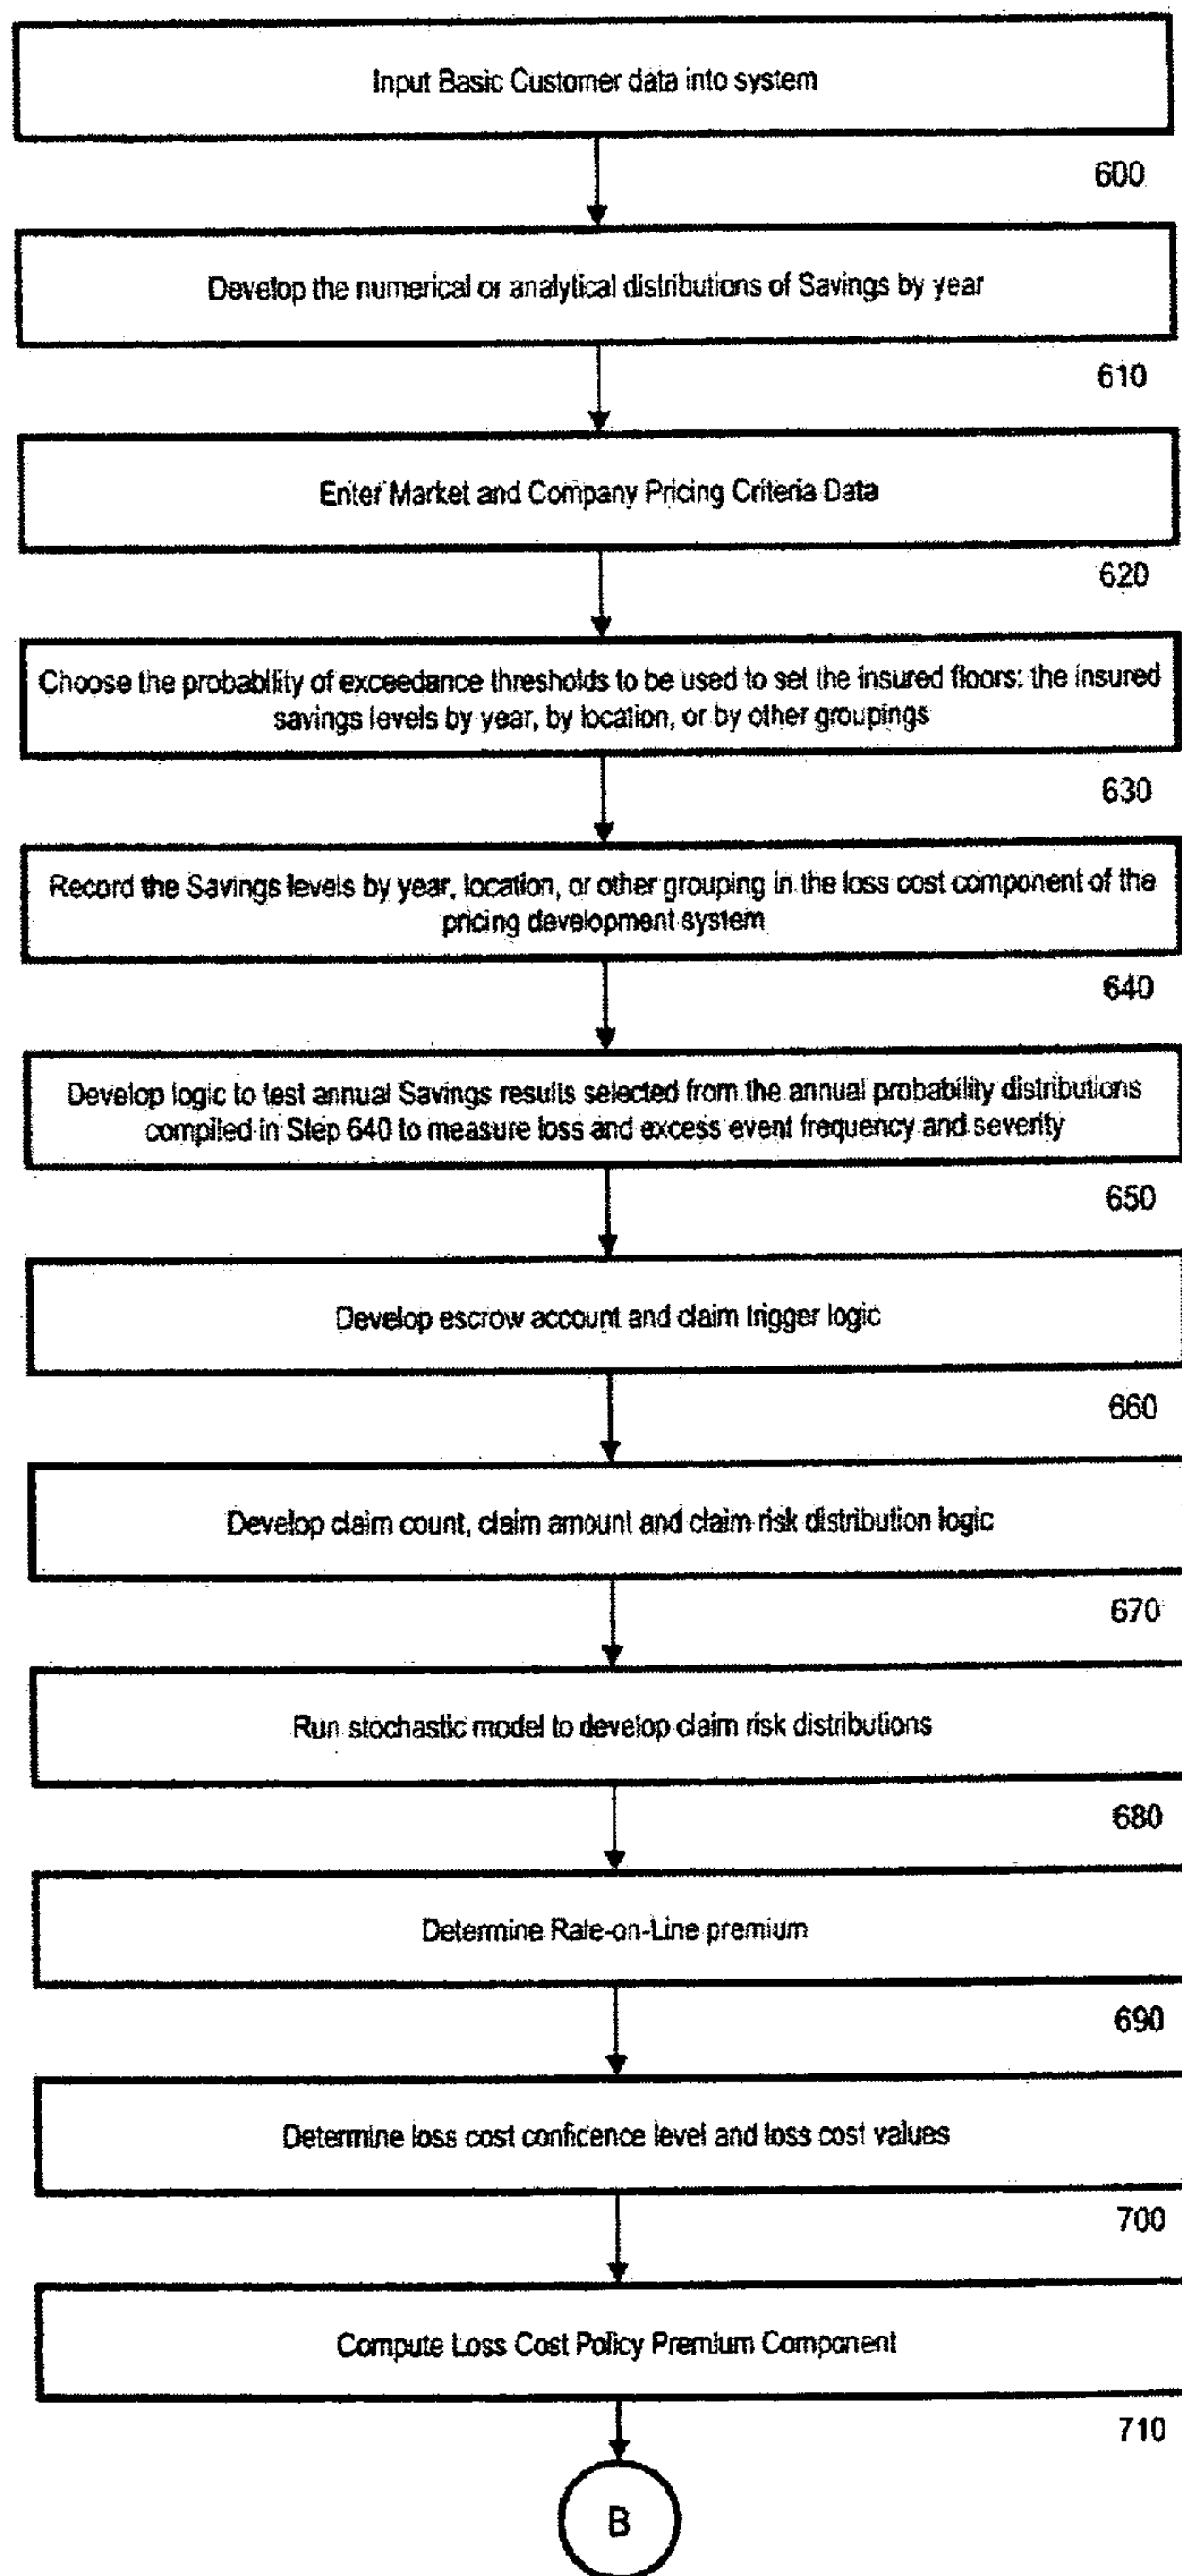 Input Basic Customer data into system
600
Develop the numerical or analytical distributions of Savings by year
610
Enter Market and Company Pricing Criteria Data
620
Choose the probability of exceedance thresholds to be used to set the insured floors: the insured
savings levels by year, by location, or by other groupings
630
Record the Savings levels by year, location, or other grouping in the loss cost component of the
pricing development system
640
Develop logic to test annual Savings results selected from the annual probability distributions
compiled in Step 640 to measure loss and excess event frequency and severity
650
Develop escrow account and claim trigger logic
660
Develop claim count, claim amount and claim risk distribution logic
670
Run stochastic model to develop claim risk distributions
680
Determine Rate-on-Line premium
690
Determine loss cost conficence level and loss cost values
700
Compute Loss Cost Policy Premium Component
710
B